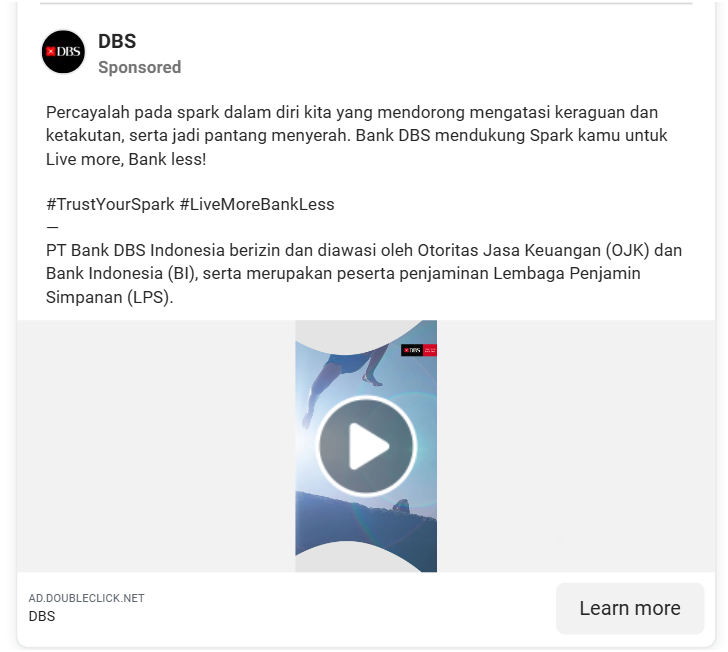 DBS
DBS
Sponsored
Percayalah pada spark dalam diri kita yang mendorong mengatasi keraguan dan
ketakutan, serta jadi pantang menyerah. Bank DBS mendukung Spark kamu untuk
Live more, Bank less!
#TrustYourSpark #LiveMoreBankLess
—
PT Bank DBS Indonesia berizin dan diawasi oleh Otoritas Jasa Keuangan (OJK) dan
Bank Indonesia (BI), serta merupakan peserta penjaminan Lembaga Penjamin
Simpanan (LPS).
DBS
AD.DOUBLECLICK.NET
DBS
Learn more